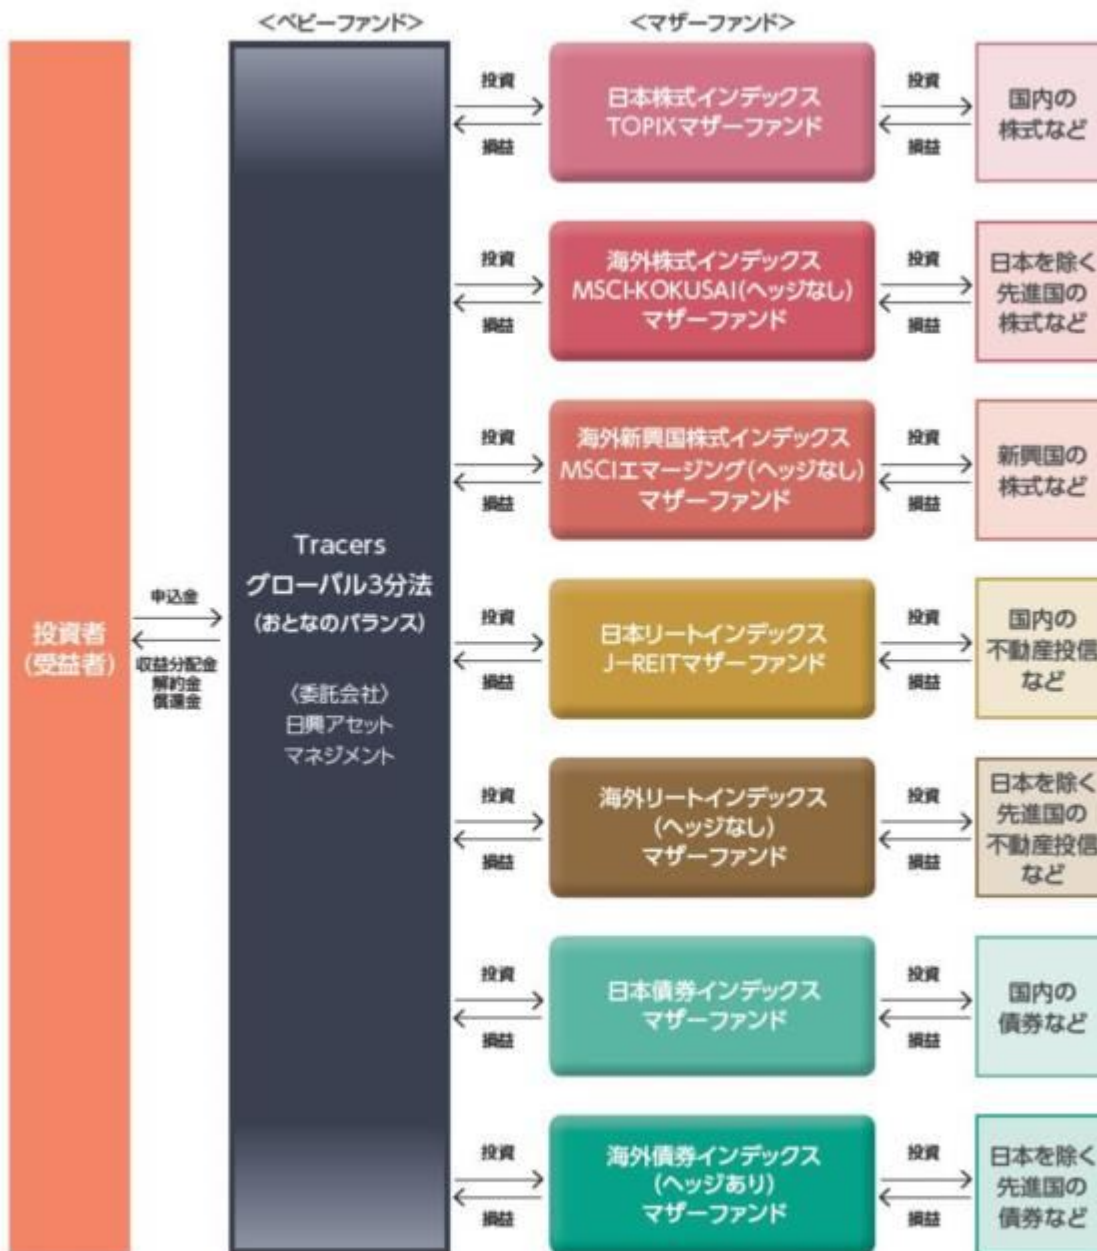 ＜ベビーファンド＞
＜マザーファンド＞
投資者
(受益者)
申込金
収益分配金
解約金
償還金
Tracers
グローバル3分法
(おとなのバランス)
〈委託会社〉
日興アセット
マネジメント
投資
損益
日本株式インデックス
TOPIXマザーファンド
投資
損益
国内の
株式など
投資
損益
海外株式インデックス
MSCI-KOKUSAI(ヘッジなし)
マザーファンド
投資
損益
日本を除く
先進国の
株式など
投資
損益
海外新興国株式インデックス
MSCIエマージング(ヘッジなし)
マザーファンド
投資
損益
新興国の
株式など
投資
損益
日本リートインデックス
J-REITマザーファンド
投資
損益
国内の
不動産投信
など
投資
損益
海外リートインデックス
(ヘッジなし)
マザーファンド
投資
損益
日本を除く
先進国の
不動産投信
など
投資
損益
日本債券インデックス
マザーファンド
投資
損益
国内の
債券など
投資
損益
海外債券インデックス
(ヘッジあり)
マザーファンド
投資
損益
日本を除く
先進国の
債券など